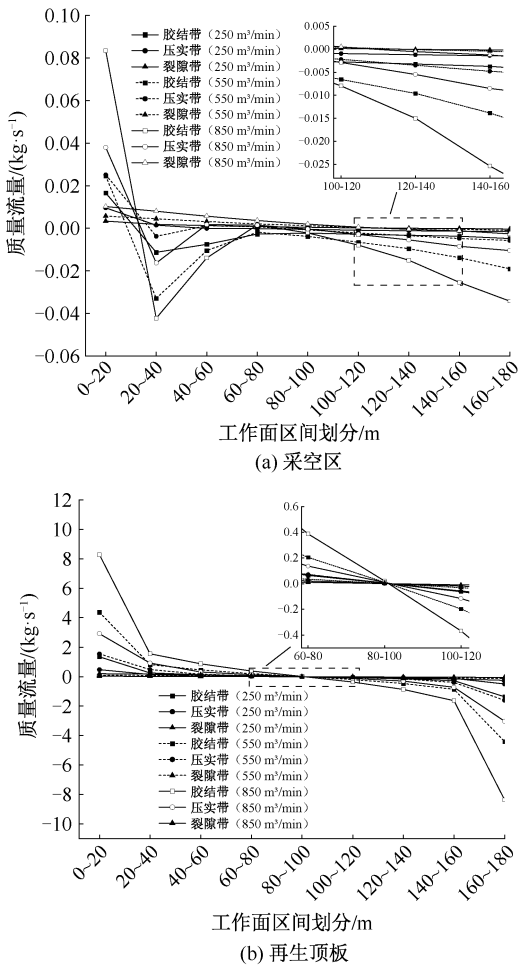 0.10
0.08
0.06
0.04
0.02
0.00
−0.02
−0.04
−0.06
质量流量/(kg·s⁻¹)
胶结带（250 m³/min）
压实带（250 m³/min）
裂隙带（250 m³/min）
胶结带（550 m³/min）
压实带（550 m³/min）
裂隙带（550 m³/min）
胶结带（850 m³/min）
压实带（850 m³/min）
裂隙带（850 m³/min）
0.005
0.000
−0.005
−0.010
−0.015
−0.020
−0.025
100-120 120-140 140-160
0~20 20~40 40~60 60~80 80~100 100~120 120~140 140~160 160~180
工作面区间划分/m
(a) 采空区
12
10
8
6
4
2
0
−2
−4
−6
−8
−10
质量流量/(kg·s⁻¹)
0.6
0.4
0.2
0.0
−0.2
−0.4
60-80 80-100 100-120
胶结带（250 m³/min）
压实带（250 m³/min）
裂隙带（250 m³/min）
胶结带（550 m³/min）
压实带（550 m³/min）
裂隙带（550 m³/min）
胶结带（850 m³/min）
压实带（850 m³/min）
裂隙带（850 m³/min）
0~20 20~40 40~60 60~80 80~100 100~120 120~140 140~160 160~180
工作面区间划分/m
(b) 再生顶板